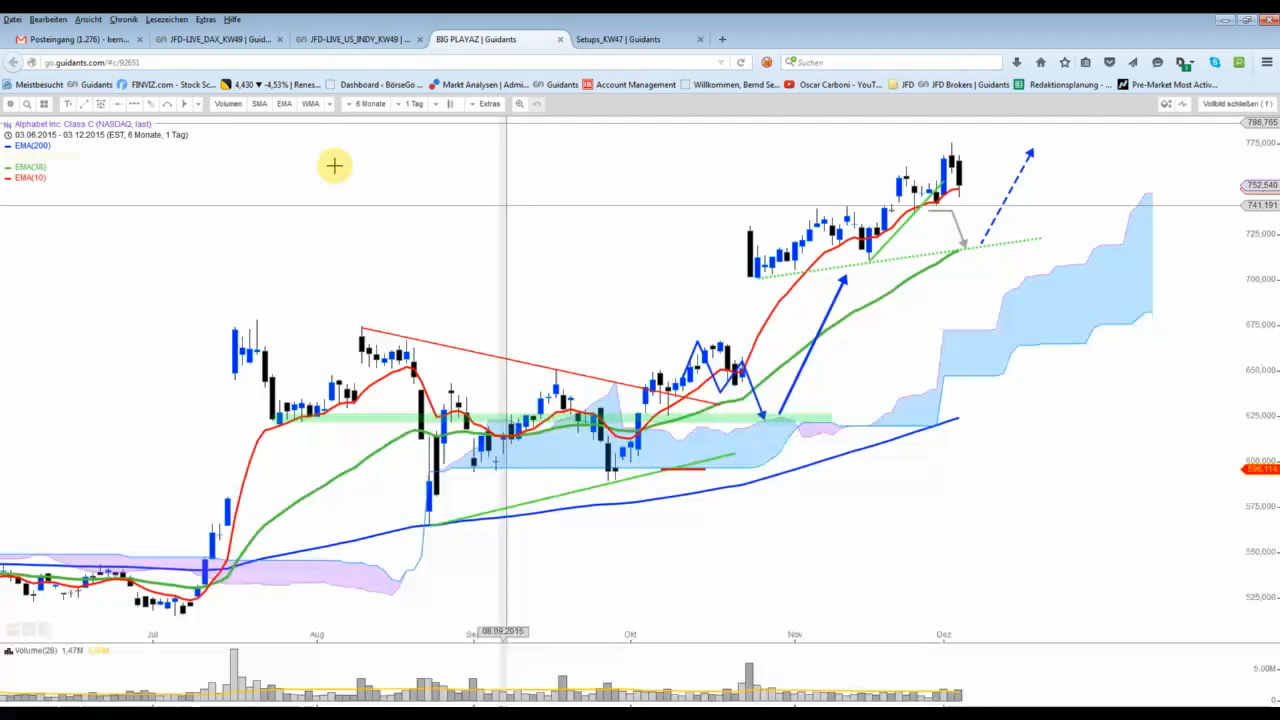 Datei Bearbeiten Ansicht Chronik Lesezeichen Extras Hilfe
Posteingang (1.276) - bern... JFD-LIVE_DAX_KW49 | Guid... JFD-LIVE_US_INDY_KW49 | ... BIG PLAYAZ | Guidants Setups_KW47 | Guidants
go.guidants.com/#c/92651 Suchen
Meistbesucht Guidants FINVIZ.com - Stock Sc... 4,430 ▼ -4,53% | Renes... Dashboard - BörseGo ... Markt Analysen | Admi... Guidants Account Management Willkommen, Bernd Se... Oscar Carboni - YouT... JFD JFD Brokers | Guidants Redaktionsplanung - ... Pre-Market Most Activ...
Volumen SMA EMA WMA 6 Monate 1 Tag Extras Vollbild schließen ( f )
Alphabet Inc. Class C (NASDAQ, last)
03.06.2015 - 03.12.2015 (EST, 6 Monate, 1 Tag)
EMA(200)
EMA(38)
EMA(10)
786,765
775,000
752,540
741,191
725,000
700,000
675,000
650,000
625,000
600,000
596,114
575,000
550,000
525,000
Jul Aug Se 08.09.2015 Okt Nov Dez
Volume(28) 1,47M
5.00M
0